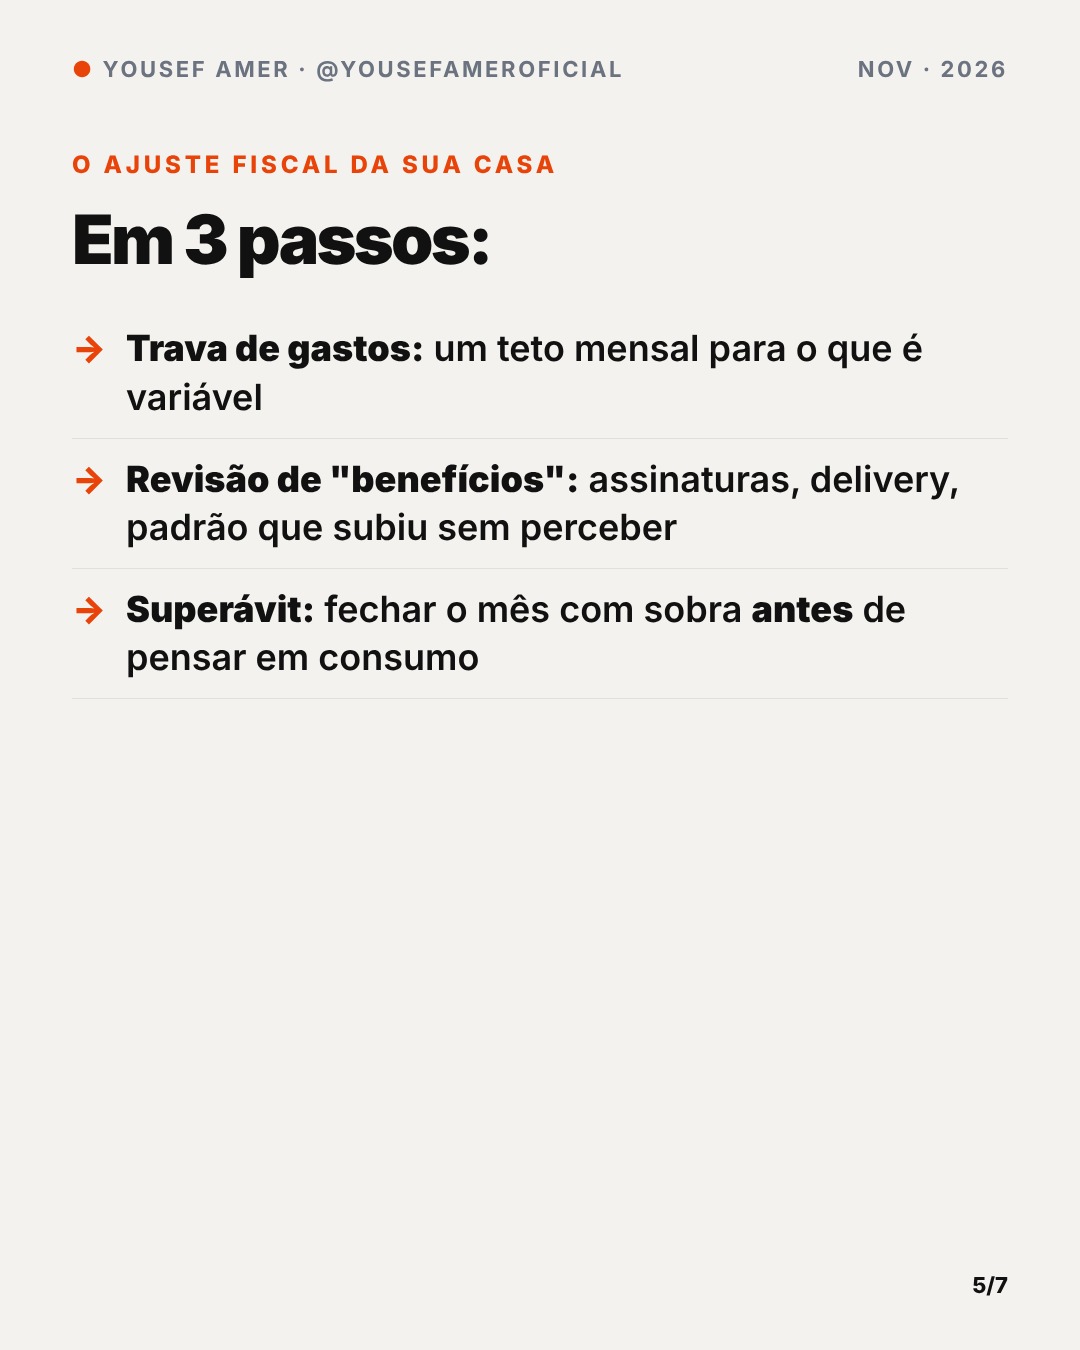 YOUSEF AMER · @YOUSEFAMEROFICIAL
NOV · 2026
O AJUSTE FISCAL DA SUA CASA
Em 3 passos:
→ Trava de gastos: um teto mensal para o que é
variável
→ Revisão de "benefícios": assinaturas, delivery,
padrão que subiu sem perceber
→ Superávit: fechar o mês com sobra antes de
pensar em consumo
5/7